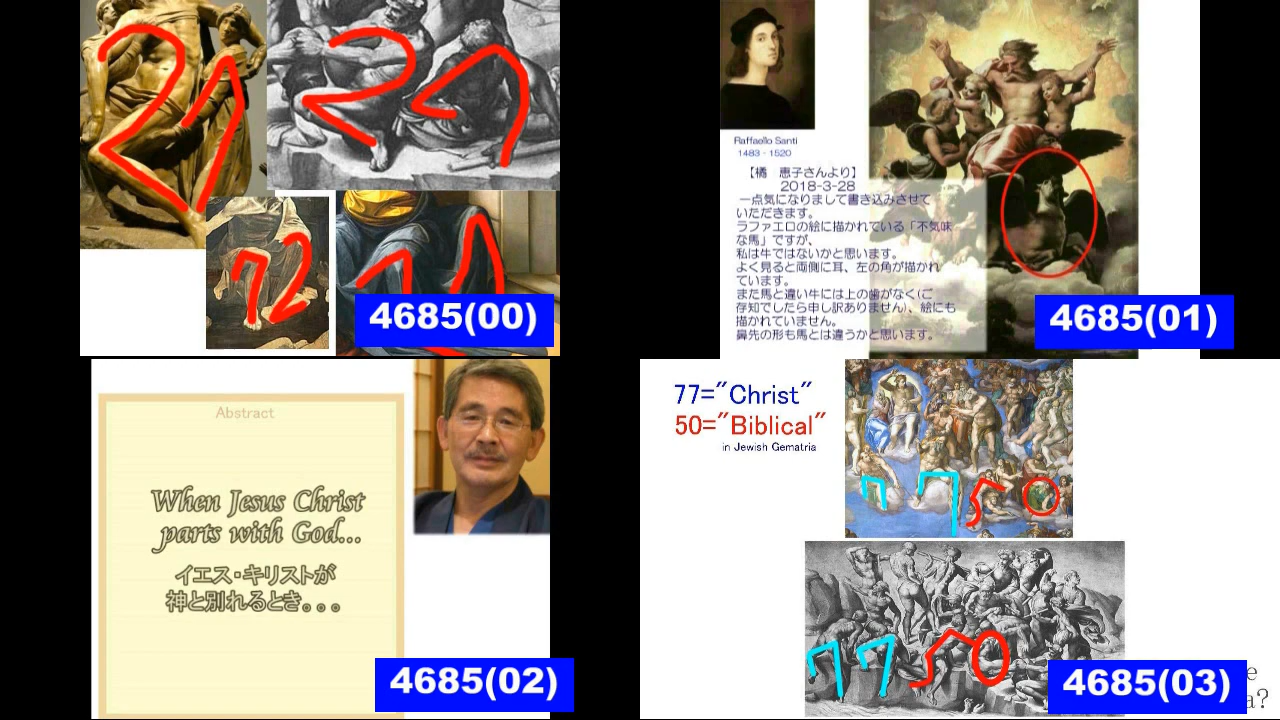 21
21
72
71
4685(00)
Raffaello Santi
1483 - 1520
【橘　恵子さんより】
2018-3-28
一点気になりまして書き込みさせて
いただきます。
ラファエロの絵に描かれている「不気味
な馬」ですが、
私は牛ではないかと思います。
よく見ると両側に耳、左の角が描かれ
ています。
また馬と違い牛には上の歯がなく(ご
存知でしたら申し訳ありません)、絵にも
描かれていません。
鼻先の形も馬とは違うかと思います。
4685(01)
Abstract
When Jesus Christ
parts with God...
イエス・キリストが
神と別れるとき。。。
4685(02)
77="Christ"
50="Biblical"
in Jewish Gematria
7750
7750
4685(03)
e
a?